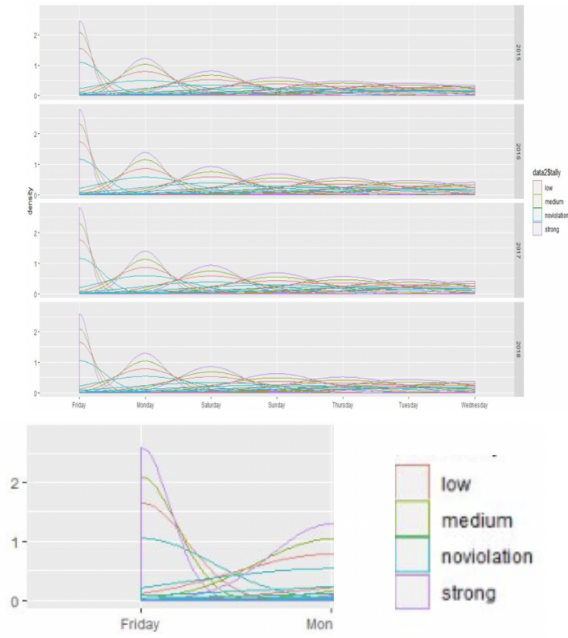 2
1
0
2015
2
1
0
2016
density
2
1
0
2017
2
1
0
2018
Friday
Monday
Saturday
Sunday
Thursday
Tuesday
Wednesday
data2$tally
low
medium
noviolation
strong
2
1
0
Friday
Mon
low
medium
noviolation
strong